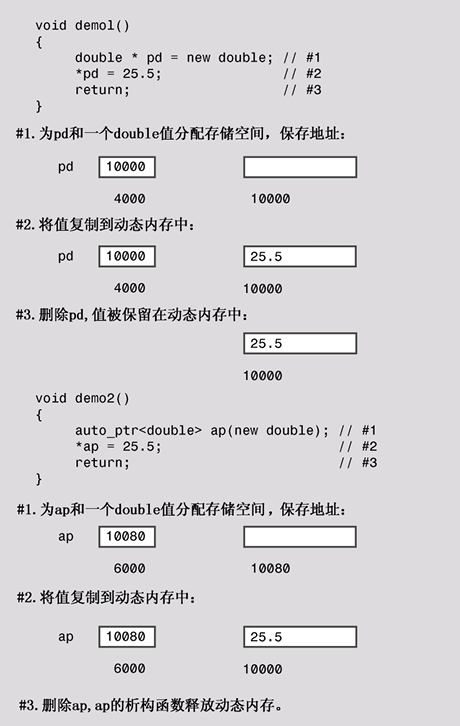 void demo1()
{
double * pd = new double; // #1
*pd = 25.5; // #2
return; // #3
}
#1.为pd和一个double值分配存储空间，保存地址：
pd 10000
4000 10000
#2.将值复制到动态内存中：
pd 10000 25.5
4000 10000
#3.删除pd,值被保留在动态内存中：
25.5
10000
void demo2()
{
auto_ptr<double> ap(new double); // #1
*ap = 25.5; // #2
return; // #3
}
#1.为ap和一个double值分配存储空间，保存地址：
ap 10080
6000 10080
#2.将值复制到动态内存中：
ap 10080 25.5
6000 10000
#3.删除ap,ap的析构函数释放动态内存。